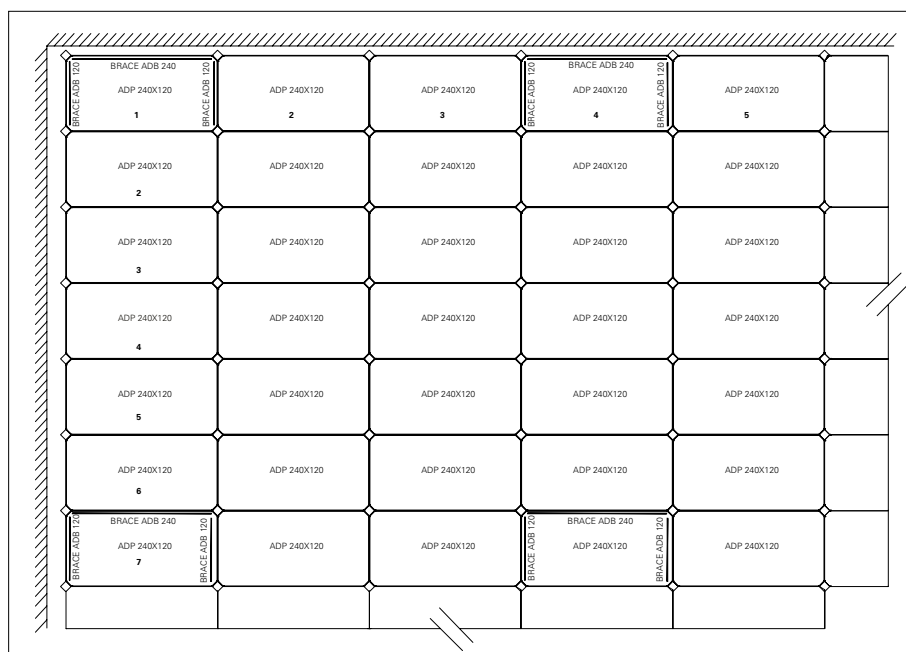 BRACE ADB 240 BRACE ADB 240
BRACE ADB 120 BRACE ADB 120 BRACE ADB 120 BRACE ADB 120
ADP 240X120 ADP 240X120 ADP 240X120 ADP 240X120 ADP 240X120
1 2 3 4 5
ADP 240X120 ADP 240X120 ADP 240X120 ADP 240X120 ADP 240X120
2
ADP 240X120 ADP 240X120 ADP 240X120 ADP 240X120 ADP 240X120
3
ADP 240X120 ADP 240X120 ADP 240X120 ADP 240X120 ADP 240X120
4
ADP 240X120 ADP 240X120 ADP 240X120 ADP 240X120 ADP 240X120
5
ADP 240X120 ADP 240X120 ADP 240X120 ADP 240X120 ADP 240X120
6
BRACE ADB 240 BRACE ADB 240
BRACE ADB 120 BRACE ADB 120 BRACE ADB 120 BRACE ADB 120
ADP 240X120 ADP 240X120 ADP 240X120 ADP 240X120 ADP 240X120
7